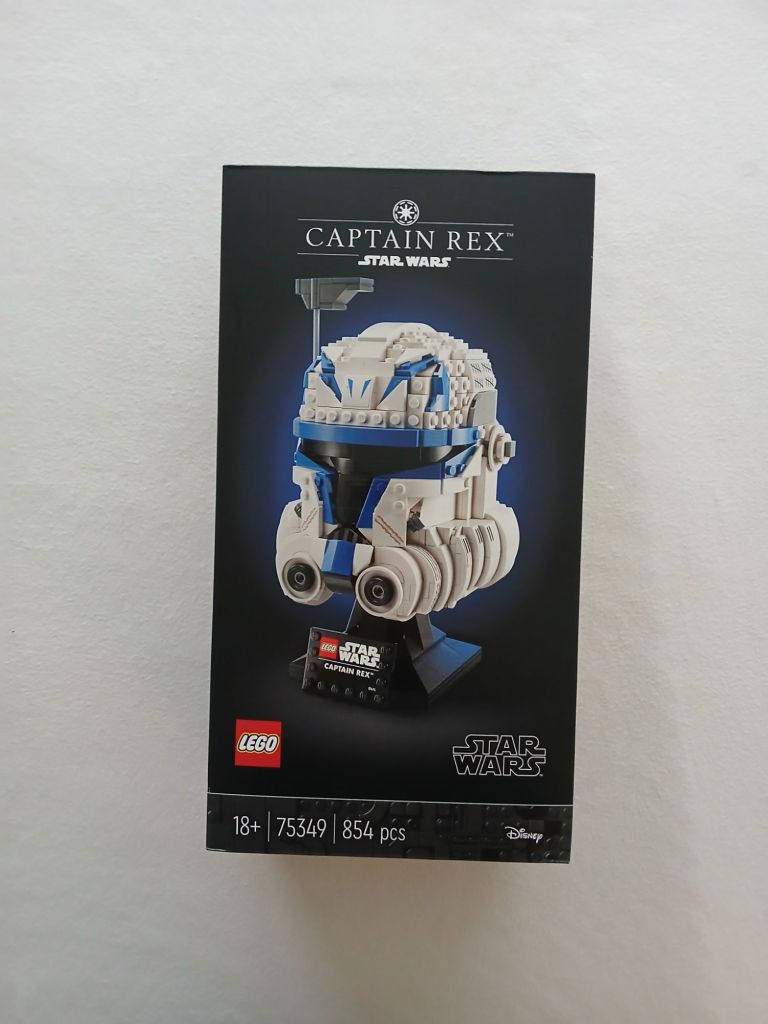 CAPTAIN REX™
STAR WARS
LEGO STAR WARS
CAPTAIN REX™
LEGO
STAR WARS
18+ | 75349 | 854 pcs
Disney